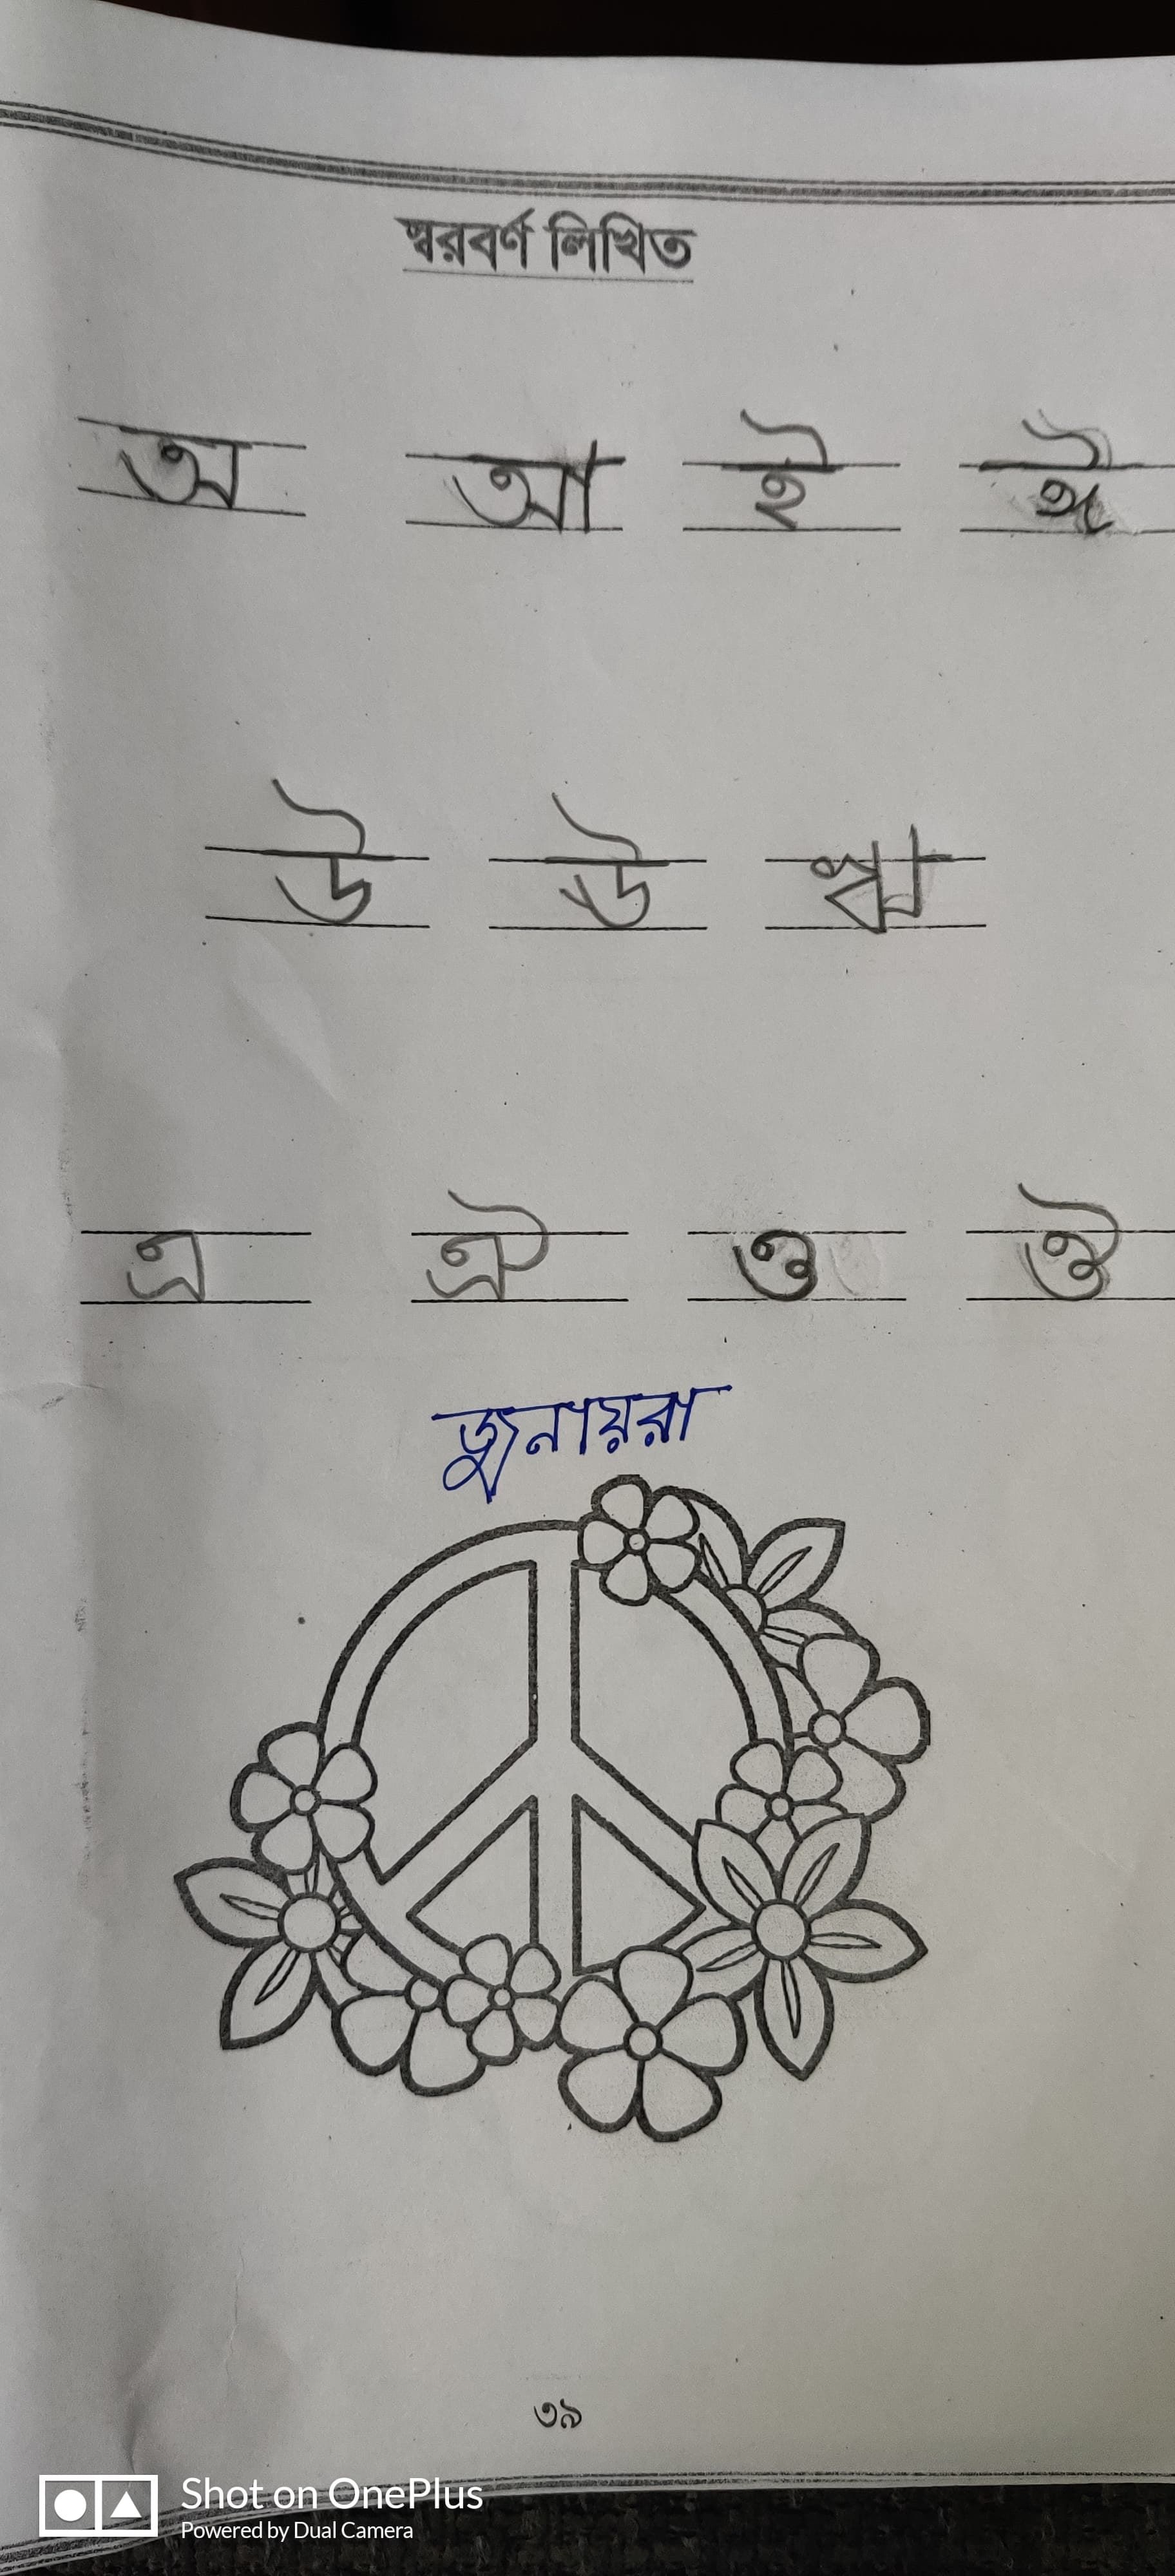 স্বরবর্ণ লিখিত
অ আ ই ঈ
উ ঊ ঋ
এ ঐ ও ঔ
জুনায়রা
৩৯
Shot on OnePlus
Powered by Dual Camera